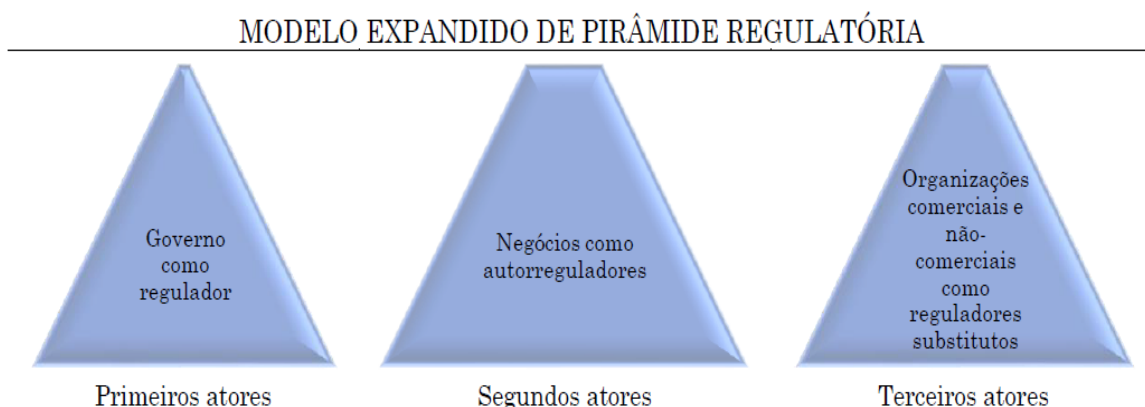 MODELO EXPANDIDO DE PIRÂMIDE REGULATÓRIA
Governo
como
regulador
Negócios como
autorreguladores
Organizações
comerciais e
não-
comerciais
como
reguladores
substitutos
Primeiros atores
Segundos atores
Terceiros atores